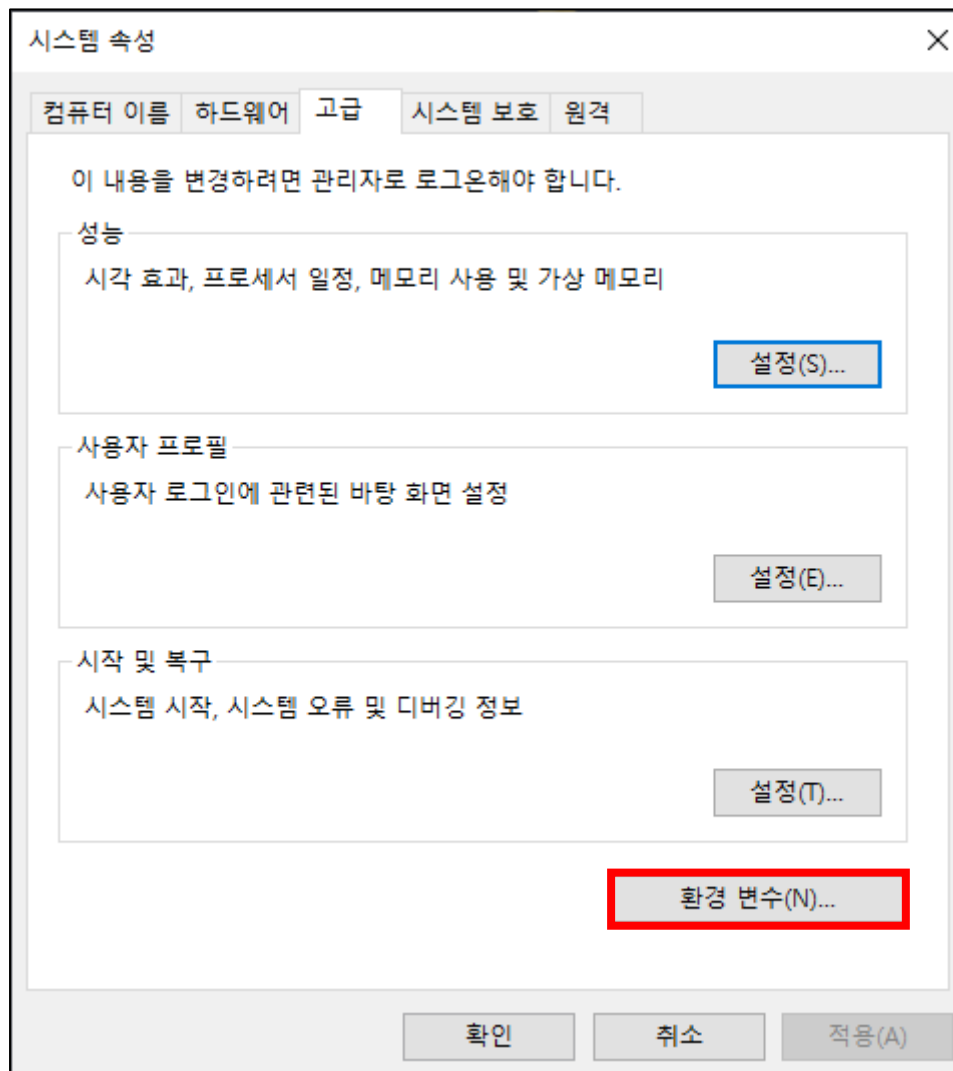 시스템 속성
컴퓨터 이름 하드웨어 고급 시스템 보호 원격
이 내용을 변경하려면 관리자로 로그온해야 합니다.
성능
시각 효과, 프로세서 일정, 메모리 사용 및 가상 메모리
설정(S)...
사용자 프로필
사용자 로그인에 관련된 바탕 화면 설정
설정(E)...
시작 및 복구
시스템 시작, 시스템 오류 및 디버깅 정보
설정(T)...
환경 변수(N)...
확인 취소 적용(A)